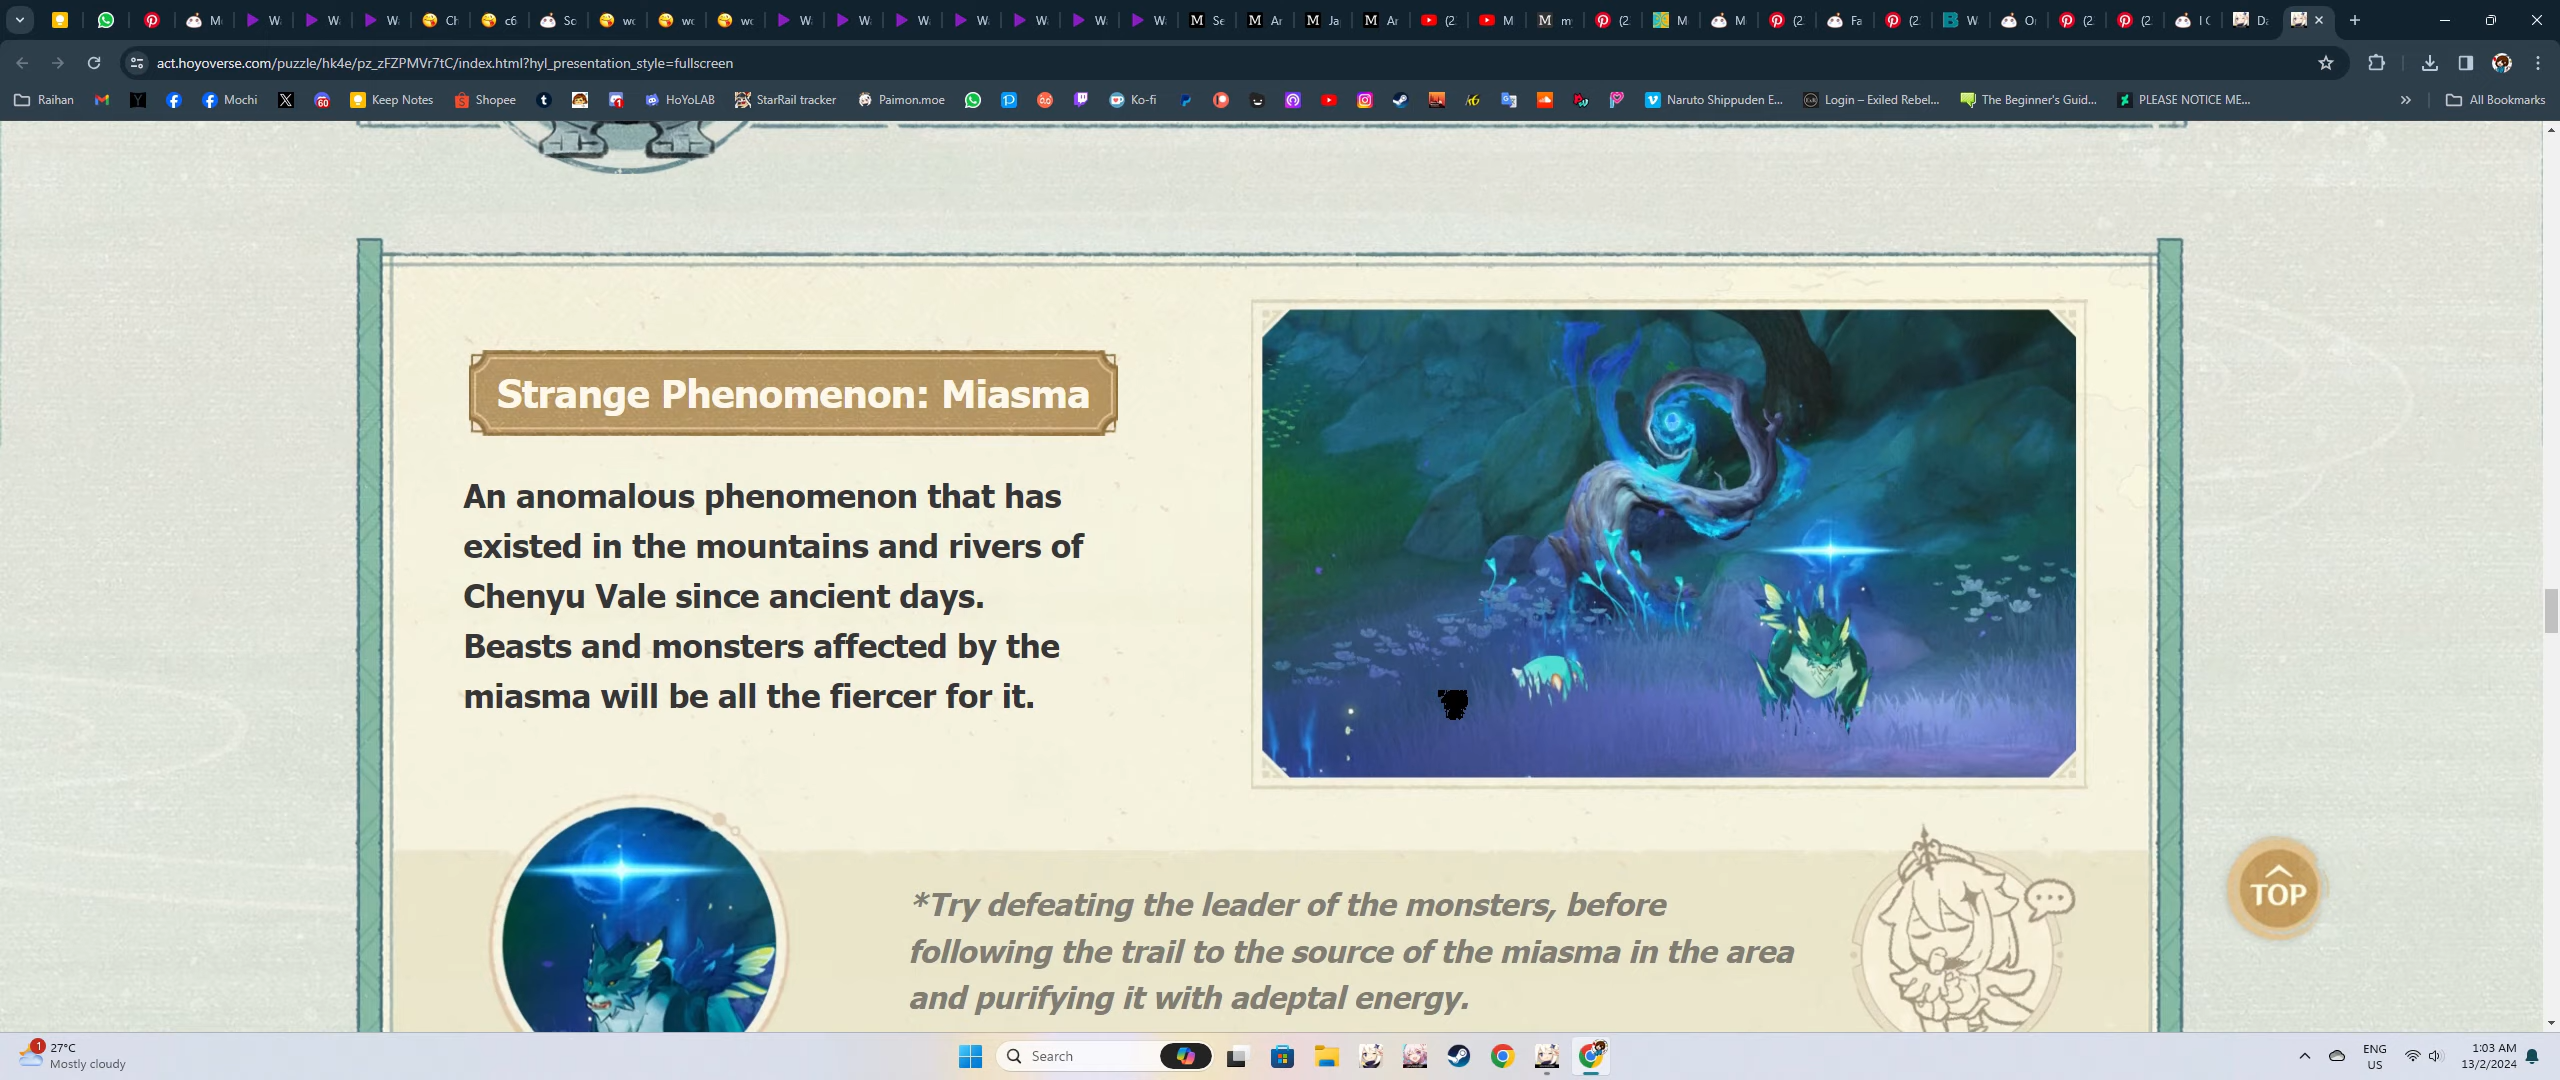 act.hoyoverse.com/puzzle/hk4e/pz_zFZPMVr7tC/index.html?hyl_presentation_style=fullscreen
Raihan
Mochi
Keep Notes
Shopee
HoYoLAB
StarRail tracker
Paimon.moe
Ko-fi
Naruto Shippuden E...
Login – Exiled Rebel...
The Beginner's Guid...
PLEASE NOTICE ME...
All Bookmarks
Strange Phenomenon: Miasma
An anomalous phenomenon that has
existed in the mountains and rivers of
Chenyu Vale since ancient days.
Beasts and monsters affected by the
miasma will be all the fiercer for it.
*Try defeating the leader of the monsters, before
following the trail to the source of the miasma in the area
and purifying it with adeptal energy.
TOP
1
27°C
Mostly cloudy
Search
ENG
US
1:03 AM
13/2/2024